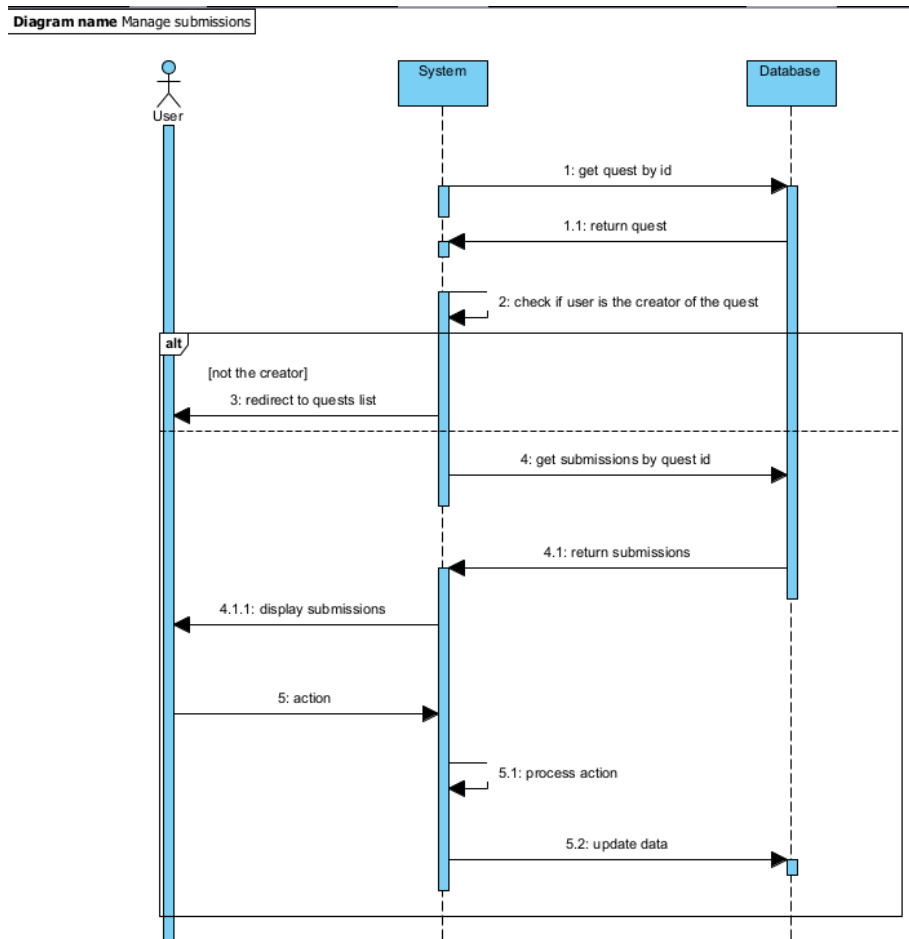 Diagram name Manage submissions
User
System
Database
1: get quest by id
1.1: return quest
2: check if user is the creator of the quest
alt
[not the creator]
3: redirect to quests list
4: get submissions by quest id
4.1: return submissions
4.1.1: display submissions
5: action
5.1: process action
5.2: update data